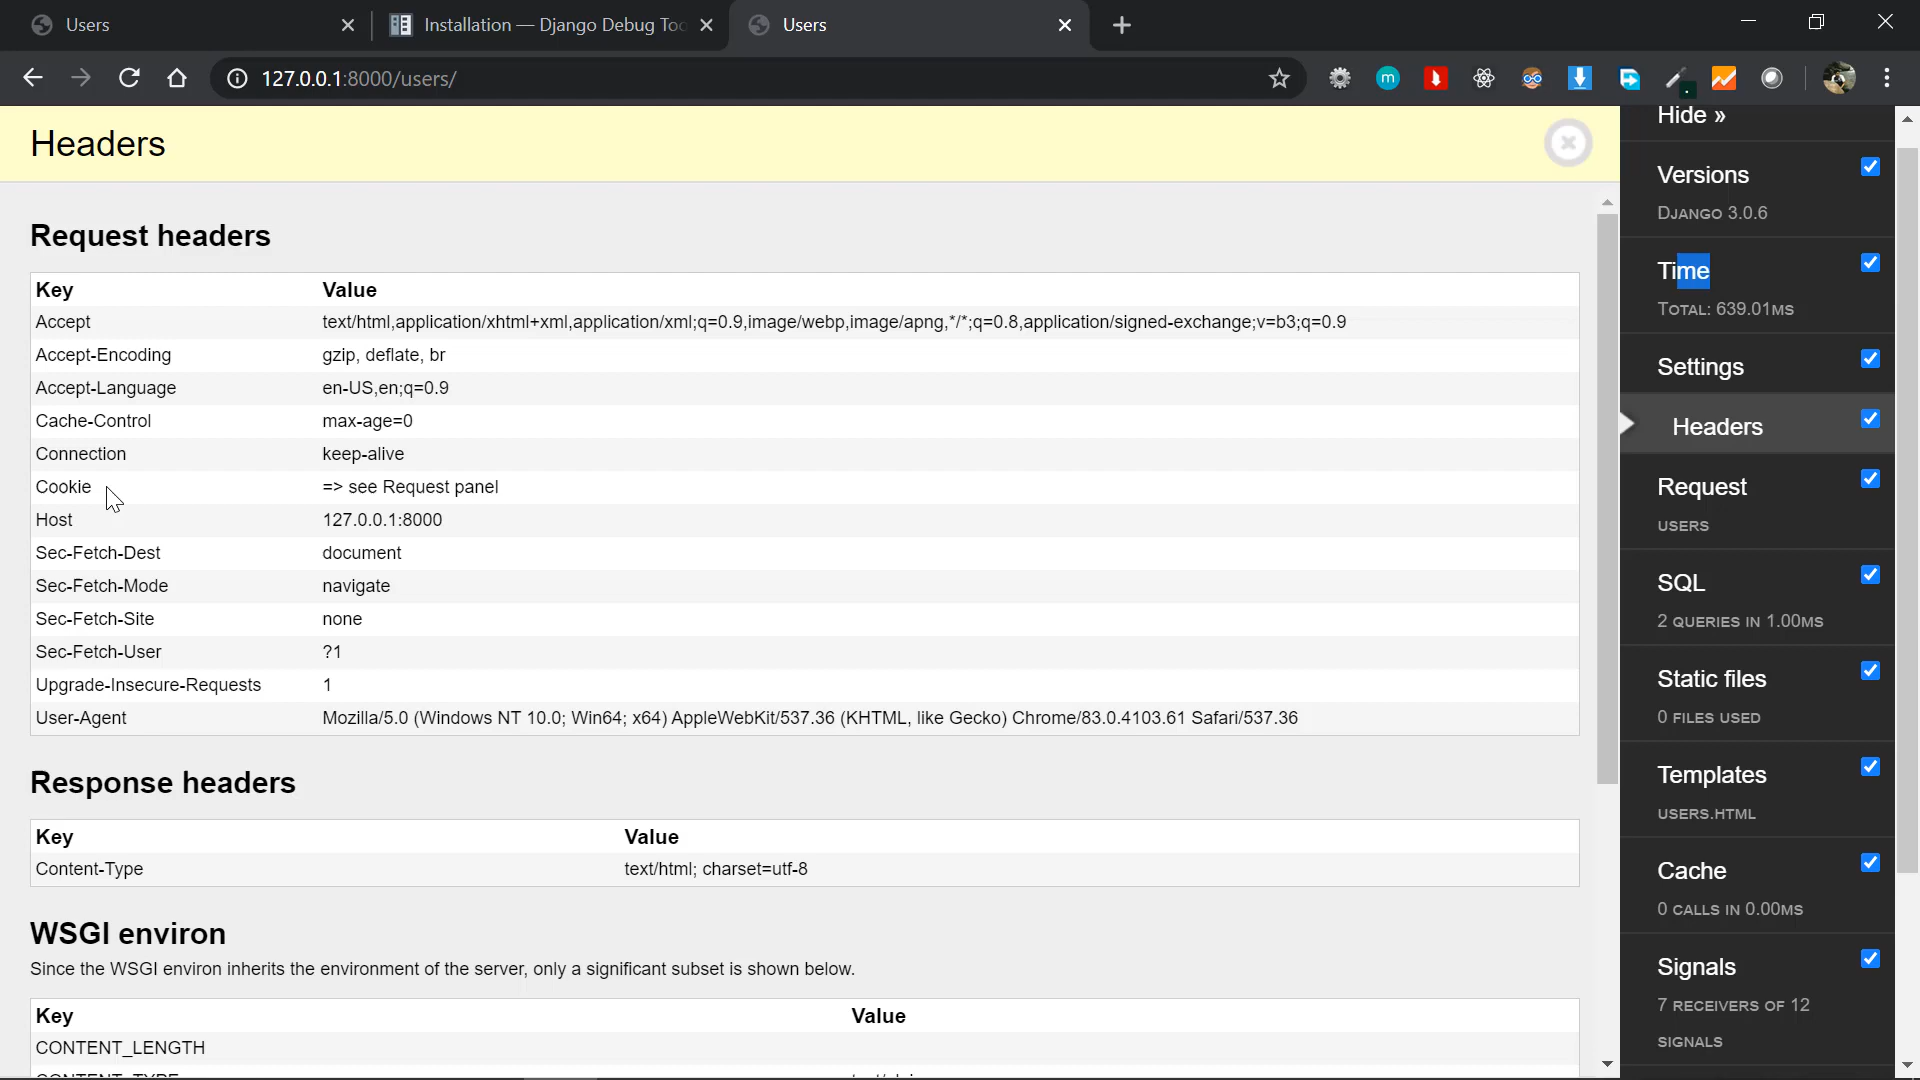 Users
Installation — Django Debug Too
Users
127.0.0.1:8000/users/
m
Headers
Request headers
Key Value
Accept text/html,application/xhtml+xml,application/xml;q=0.9,image/webp,image/apng,*/*;q=0.8,application/signed-exchange;v=b3;q=0.9
Accept-Encoding gzip, deflate, br
Accept-Language en-US,en;q=0.9
Cache-Control max-age=0
Connection keep-alive
Cookie => see Request panel
Host 127.0.0.1:8000
Sec-Fetch-Dest document
Sec-Fetch-Mode navigate
Sec-Fetch-Site none
Sec-Fetch-User ?1
Upgrade-Insecure-Requests 1
User-Agent Mozilla/5.0 (Windows NT 10.0; Win64; x64) AppleWebKit/537.36 (KHTML, like Gecko) Chrome/83.0.4103.61 Safari/537.36
Response headers
Key Value
Content-Type text/html; charset=utf-8
WSGI environ
Since the WSGI environ inherits the environment of the server, only a significant subset is shown below.
Key Value
CONTENT_LENGTH
Hide »
Versions
DJANGO 3.0.6
Time
TOTAL: 639.01MS
Settings
Headers
Request
USERS
SQL
2 QUERIES IN 1.00MS
Static files
0 FILES USED
Templates
USERS.HTML
Cache
0 CALLS IN 0.00MS
Signals
7 RECEIVERS OF 12
SIGNALS